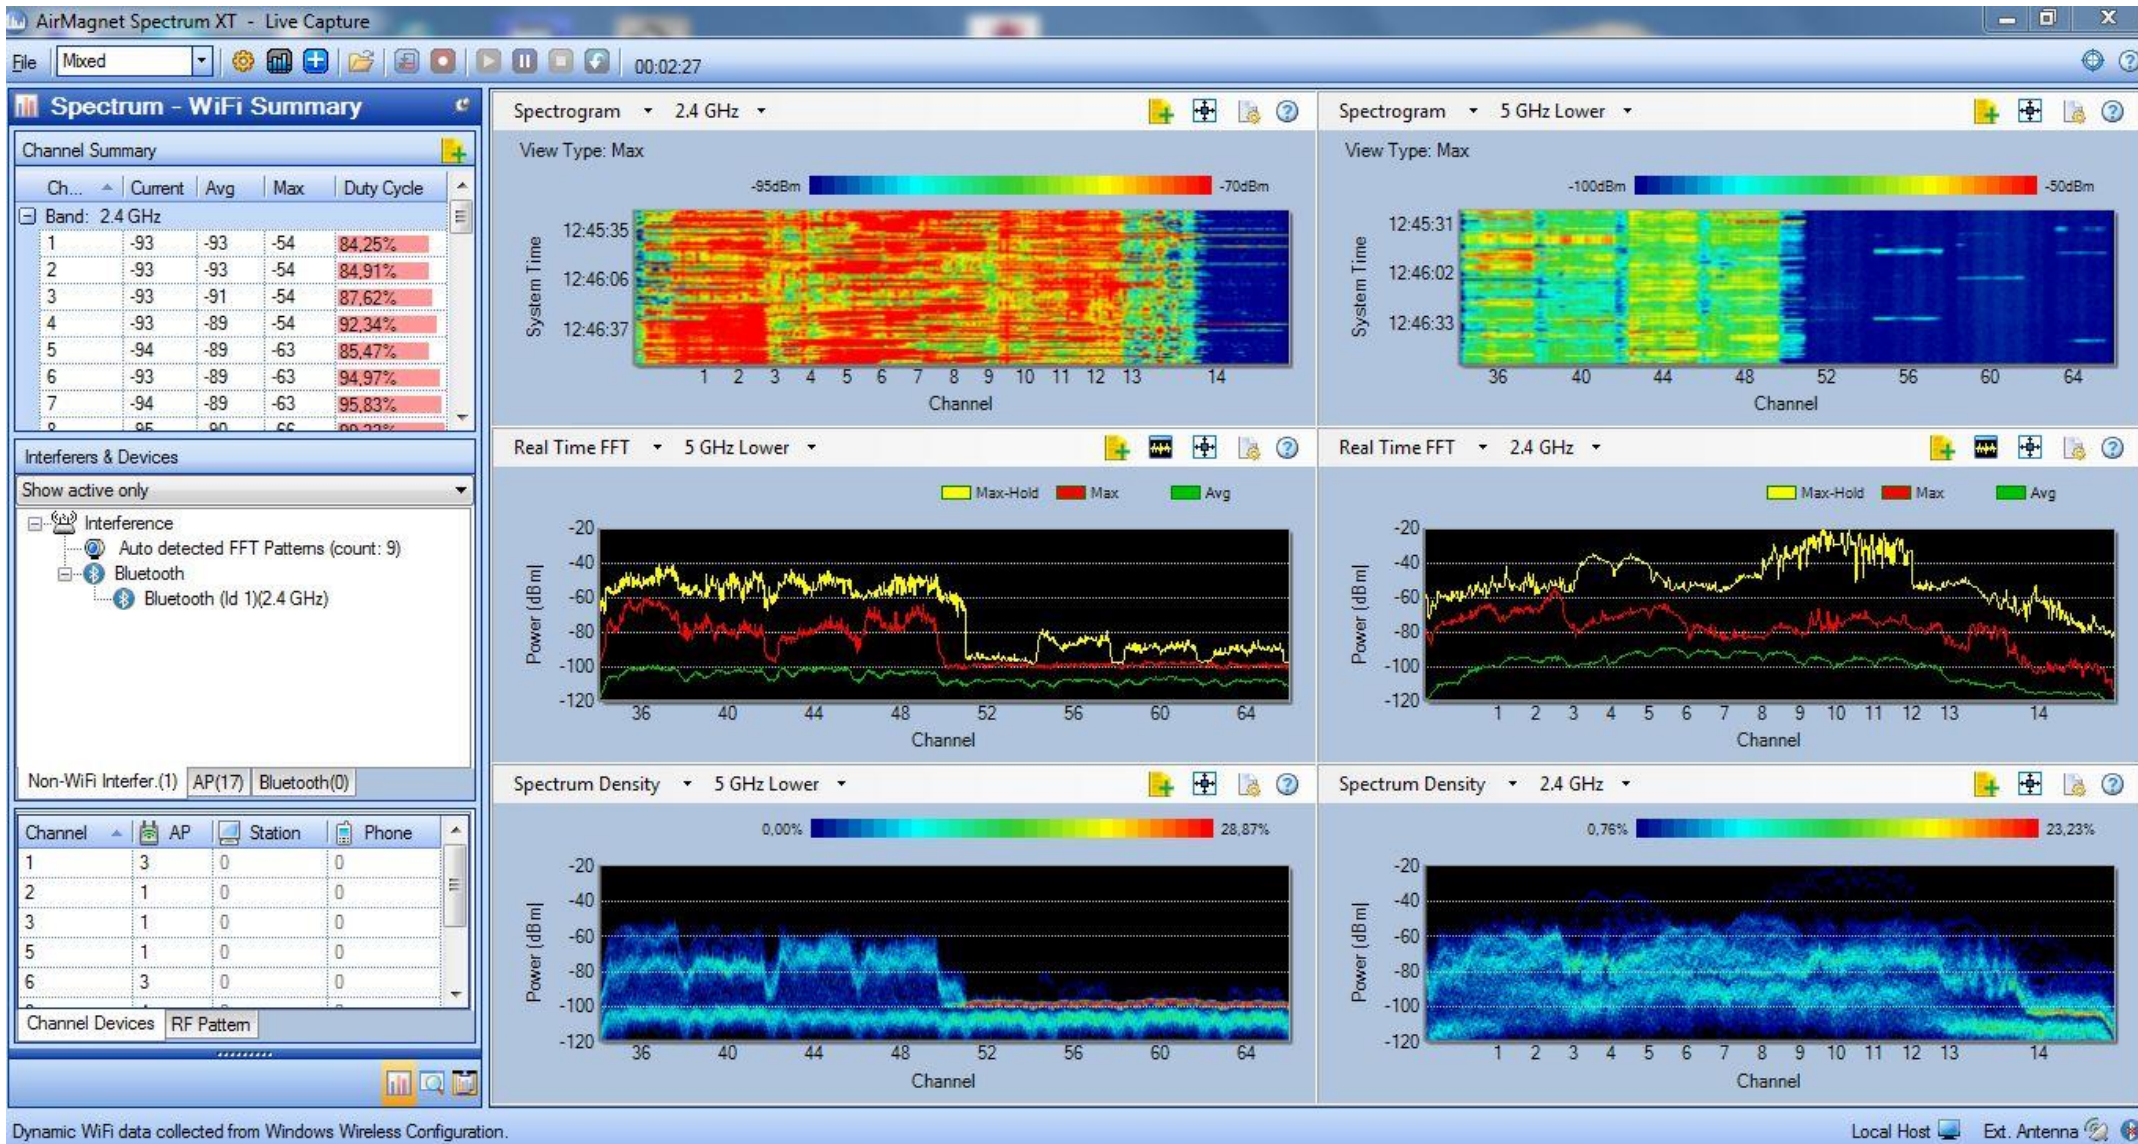 AirMagnet Spectrum XT - Live Capture
File Mixed 00:02:27
Spectrum - WiFi Summary
Channel Summary
Ch... Current Avg Max Duty Cycle
Band: 2.4 GHz
1 -93 -93 -54 84,25%
2 -93 -93 -54 84,91%
3 -93 -91 -54 87,62%
4 -93 -89 -54 92,34%
5 -94 -89 -63 85,47%
6 -93 -89 -63 94,97%
7 -94 -89 -63 95,83%
Interferers & Devices
Show active only
Interference
Auto detected FFT Patterns (count: 9)
Bluetooth
Bluetooth (Id 1)(2.4 GHz)
Non-WiFi Interfer.(1) AP(17) Bluetooth(0)
Channel AP Station Phone
1 3 0 0
2 1 0 0
3 1 0 0
5 1 0 0
6 3 0 0
Channel Devices RF Pattern
Spectrogram 2.4 GHz
View Type: Max
-95dBm -70dBm
System Time
12:45:35
12:46:06
12:46:37
1 2 3 4 5 6 7 8 9 10 11 12 13 14
Channel
Spectrogram 5 GHz Lower
View Type: Max
-100dBm -50dBm
System Time
12:45:31
12:46:02
12:46:33
36 40 44 48 52 56 60 64
Channel
Real Time FFT 5 GHz Lower
Max-Hold Max Avg
Power (dBm)
-20
-40
-60
-80
-100
-120
36 40 44 48 52 56 60 64
Channel
Real Time FFT 2.4 GHz
Max-Hold Max Avg
Power (dBm)
-20
-40
-60
-80
-100
-120
1 2 3 4 5 6 7 8 9 10 11 12 13 14
Channel
Spectrum Density 5 GHz Lower
0,00% 28,87%
Power (dBm)
-20
-40
-60
-80
-100
-120
36 40 44 48 52 56 60 64
Channel
Spectrum Density 2.4 GHz
0,76% 23,23%
Power (dBm)
-20
-40
-60
-80
-100
-120
1 2 3 4 5 6 7 8 9 10 11 12 13 14
Channel
Dynamic WiFi data collected from Windows Wireless Configuration.
Local Host Ext. Antenna